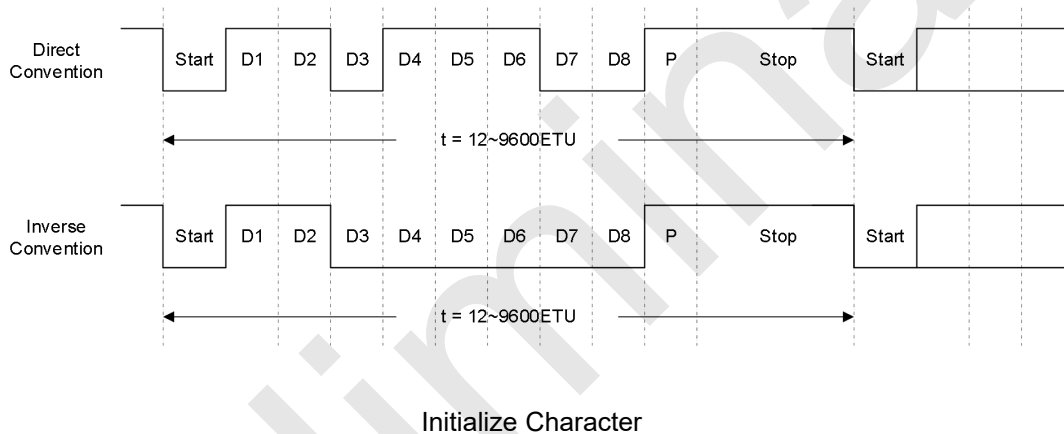 Direct
Convention
Start D1 D2 D3 D4 D5 D6 D7 D8 P Stop Start
t = 12~9600ETU
Inverse
Convention
Start D1 D2 D3 D4 D5 D6 D7 D8 P Stop Start
t = 12~9600ETU
Initialize Character